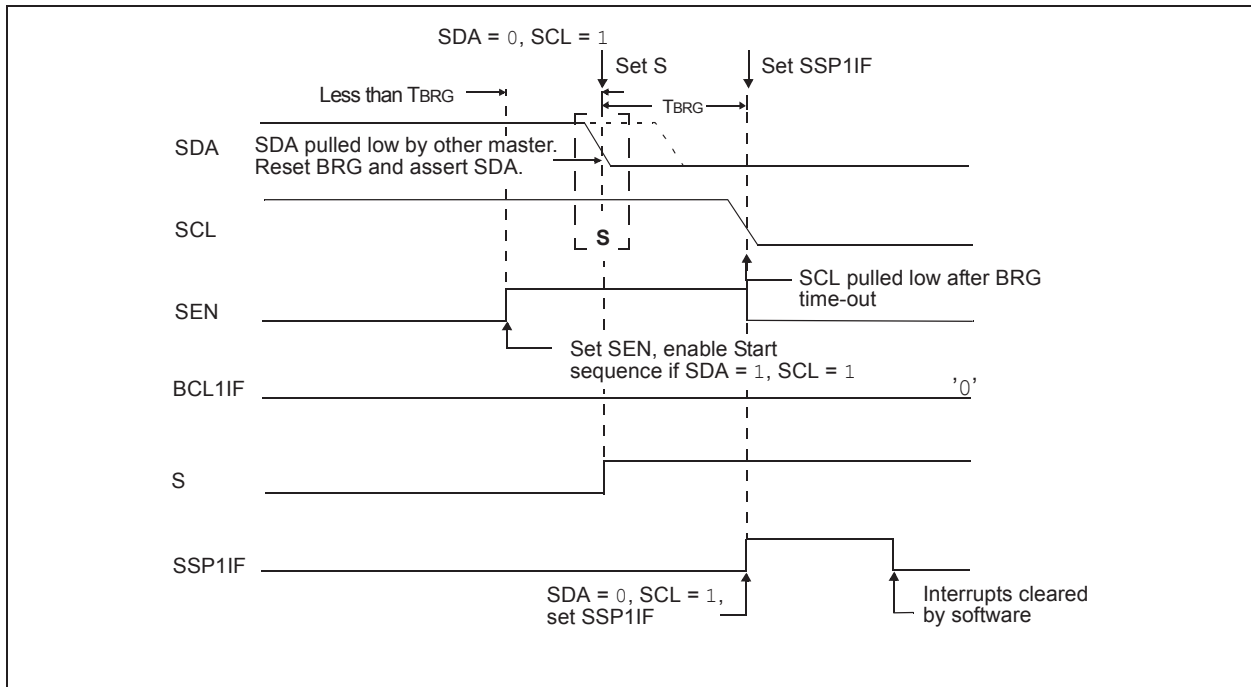 SDA = 0, SCL = 1
Set S
Set SSP1IF
Less than TBRG
TBRG
SDA
SDA pulled low by other master.
Reset BRG and assert SDA.
SCL
S
SCL pulled low after BRG
time-out
SEN
Set SEN, enable Start
sequence if SDA = 1, SCL = 1
BCL1IF
'0'
S
SSP1IF
SDA = 0, SCL = 1,
set SSP1IF
Interrupts cleared
by software